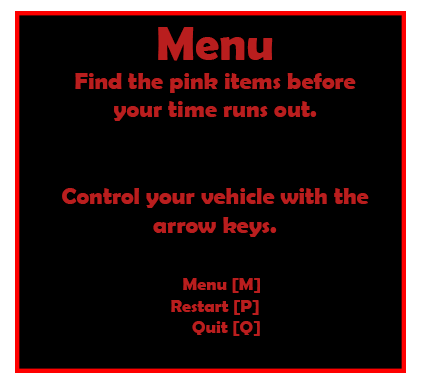 Menu
Find the pink items before
your time runs out.
Control your vehicle with the
arrow keys.
Menu [M]
Restart [P]
Quit [Q]